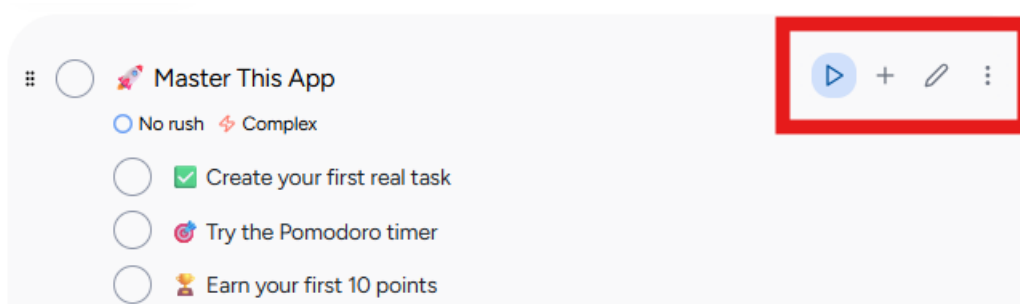 Master This App
No rush Complex
Create your first real task
Try the Pomodoro timer
Earn your first 10 points